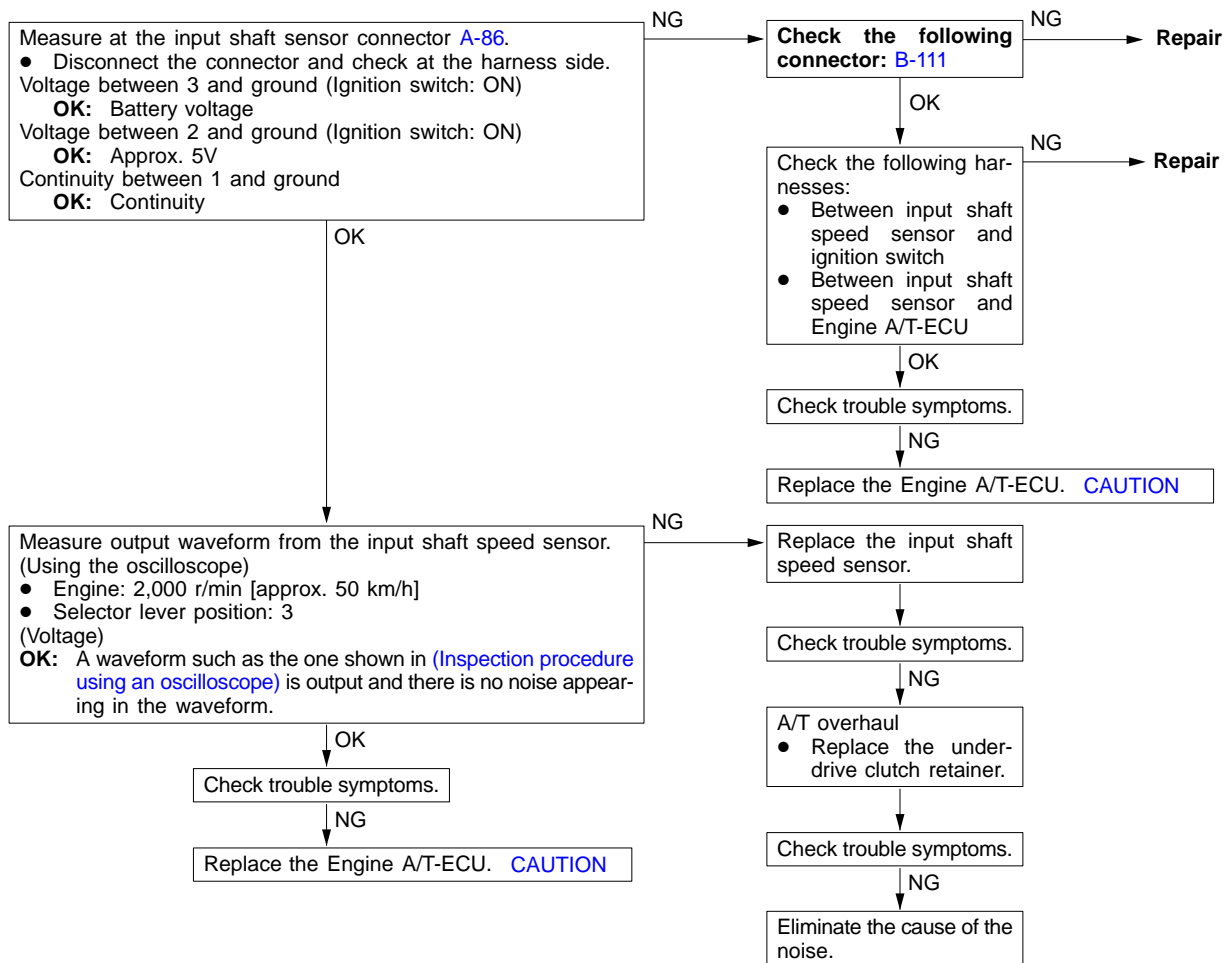 Measure at the input shaft sensor connector A-86.
● Disconnect the connector and check at the harness side.
Voltage between 3 and ground (Ignition switch: ON)
OK: Battery voltage
Voltage between 2 and ground (Ignition switch: ON)
OK: Approx. 5V
Continuity between 1 and ground
OK: Continuity
NG
Check the following
connector: B-111
NG
Repair
OK
Check the following har-
nesses:
● Between input shaft
speed sensor and
ignition switch
● Between input shaft
speed sensor and
Engine A/T-ECU
NG
Repair
OK
Check trouble symptoms.
NG
Replace the Engine A/T-ECU. CAUTION
OK
Measure output waveform from the input shaft speed sensor.
(Using the oscilloscope)
● Engine: 2,000 r/min [approx. 50 km/h]
● Selector lever position: 3
(Voltage)
OK: A waveform such as the one shown in (Inspection procedure
using an oscilloscope) is output and there is no noise appear-
ing in the waveform.
NG
Replace the input shaft
speed sensor.
Check trouble symptoms.
NG
A/T overhaul
● Replace the under-
drive clutch retainer.
Check trouble symptoms.
NG
Eliminate the cause of the
noise.
OK
Check trouble symptoms.
NG
Replace the Engine A/T-ECU. CAUTION